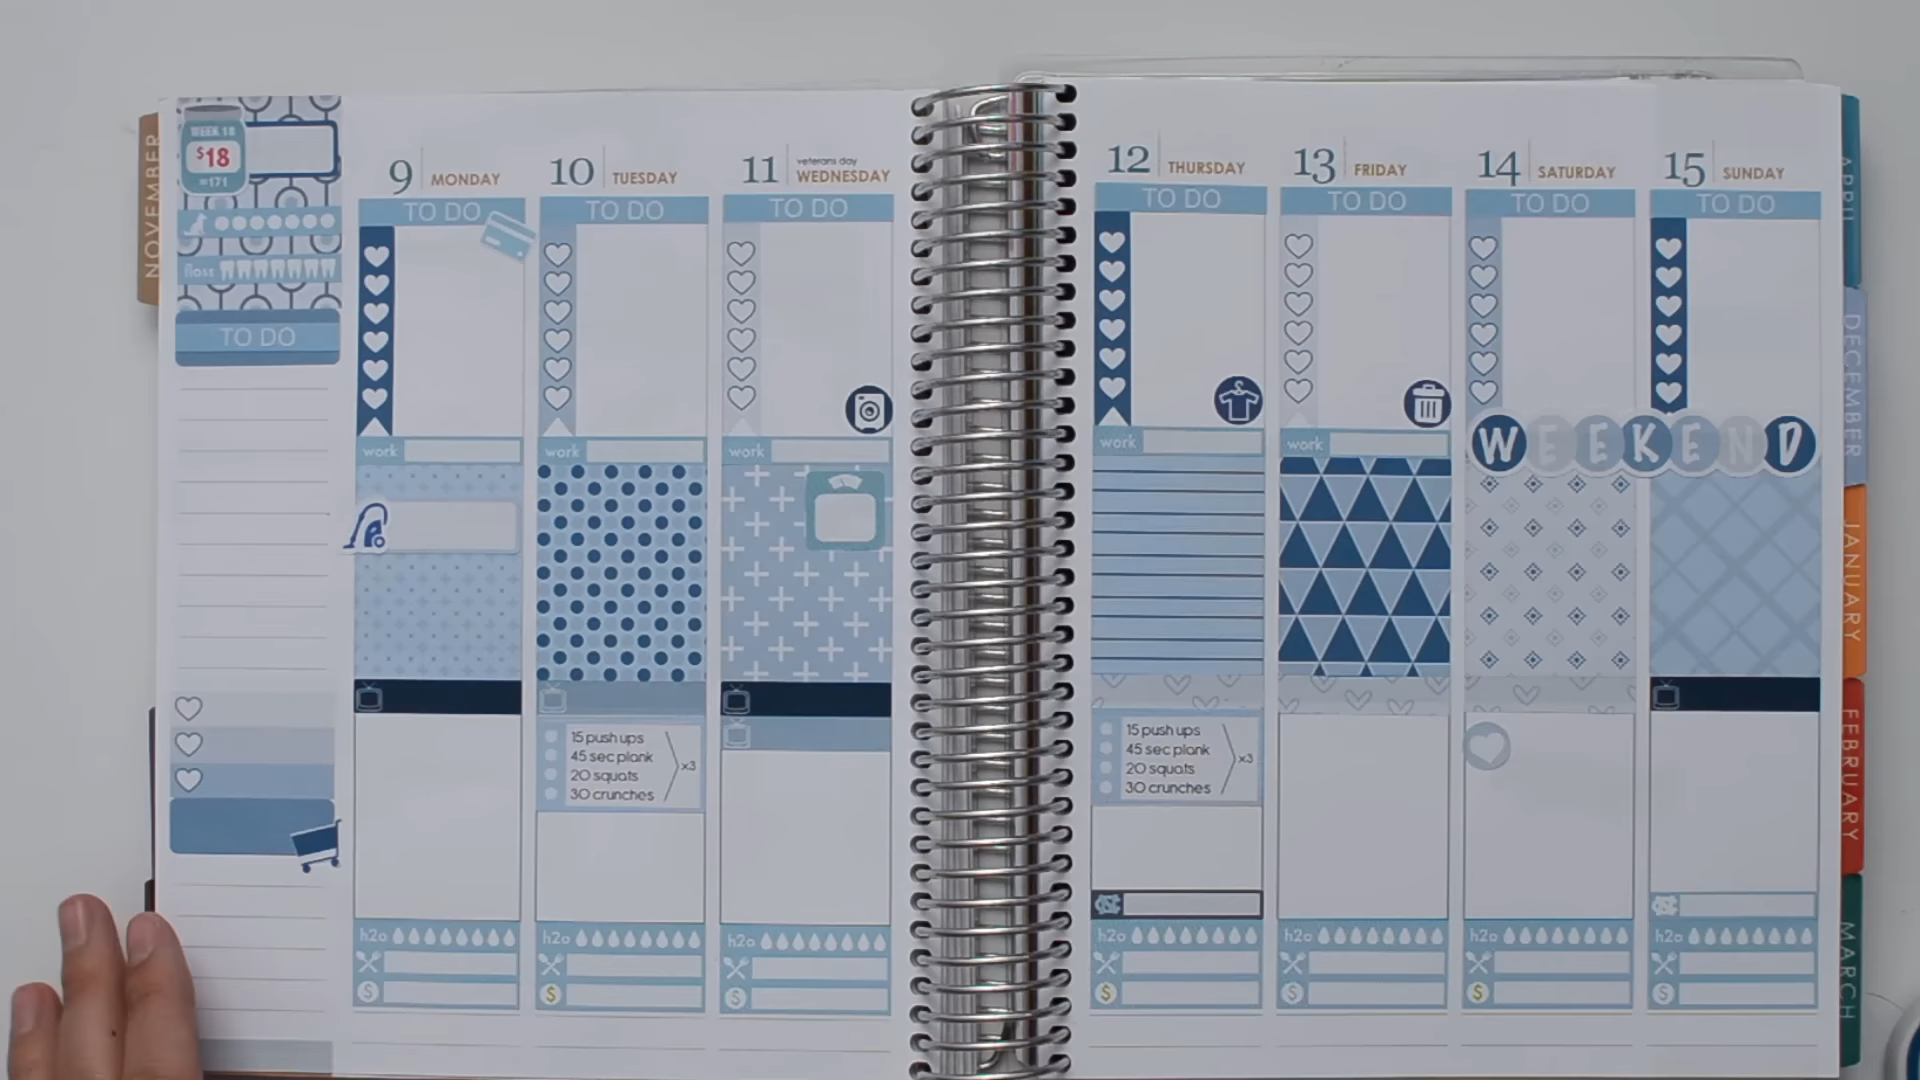 NOVEMBER
WEEK 18
$18
=171
floss
TO DO
9 MONDAY
TO DO
work
15 push ups
45 sec plank
20 squats
30 crunches
x3
h2o
$
10 TUESDAY
TO DO
work
h2o
$
veterans day
11 WEDNESDAY
TO DO
work
h2o
$
12 THURSDAY
TO DO
work
15 push ups
45 sec plank
20 squats
30 crunches
x3
h2o
$
13 FRIDAY
TO DO
work
h2o
$
14 SATURDAY
TO DO
WEEKEND
h2o
$
15 SUNDAY
TO DO
h2o
$
APRIL
DECEMBER
JANUARY
FEBRUARY
MARCH